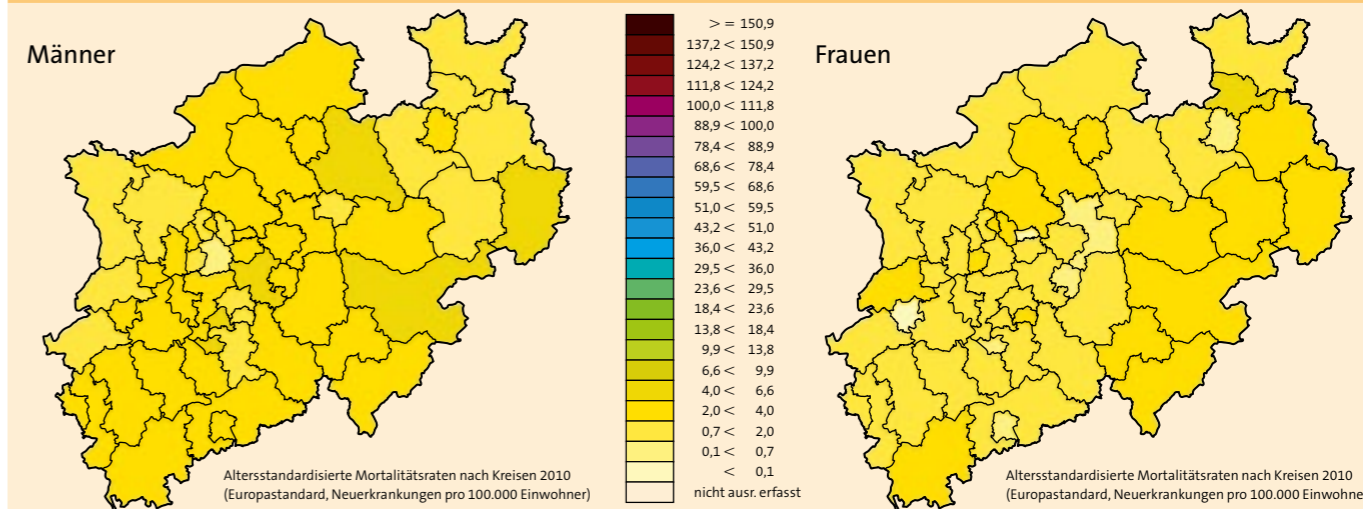 Männer
> = 150,9
137,2 < 150,9
124,2 < 137,2
111,8 < 124,2
100,0 < 111,8
88,9 < 100,0
78,4 < 88,9
68,6 < 78,4
59,5 < 68,6
51,0 < 59,5
43,2 < 51,0
36,0 < 43,2
29,5 < 36,0
23,6 < 29,5
18,4 < 23,6
13,8 < 18,4
9,9 < 13,8
6,6 < 9,9
4,0 < 6,6
2,0 < 4,0
0,7 < 2,0
0,1 < 0,7
< 0,1
nicht ausr. erfasst
Altersstandardisierte Mortalitätsraten nach Kreisen 2010
(Europastandard, Neuerkrankungen pro 100.000 Einwohner)
Frauen
Altersstandardisierte Mortalitätsraten nach Kreisen 2010
(Europastandard, Neuerkrankungen pro 100.000 Einwohne